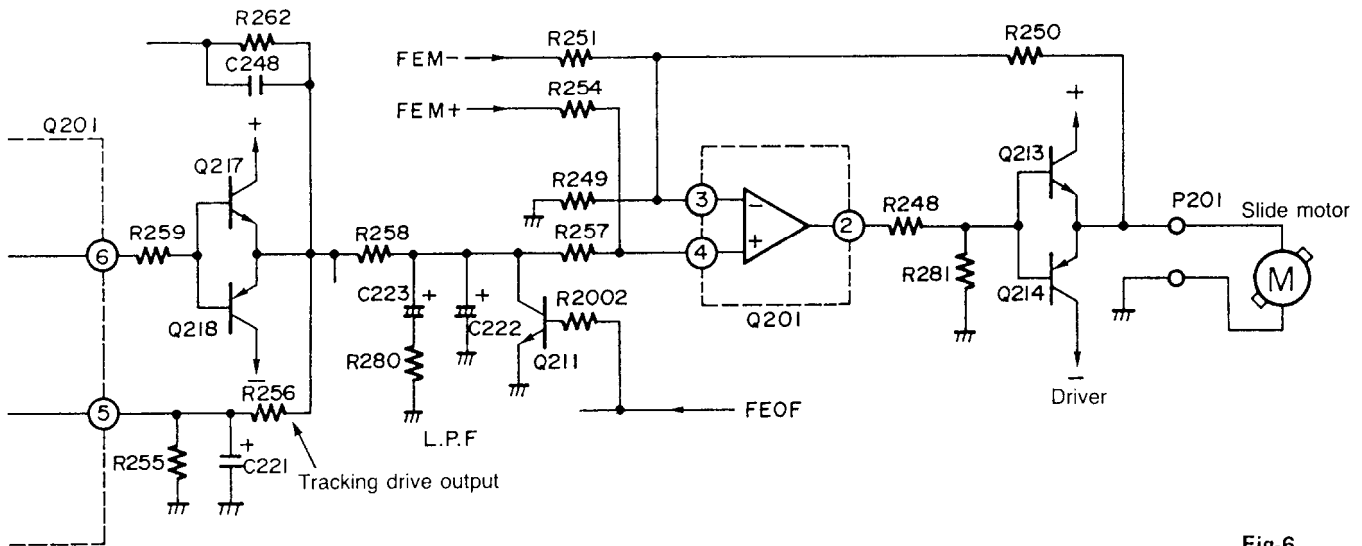 R262
C248
Q201
+
Q217
R259
6
Q218
−
R256
5
R255
+
C221
Tracking drive output
FEM−
R251
R250
FEM+
R254
R249
R258
R257
C223
+
+
C222
R2002
R280
Q211
L.P.F
FEOF
3
−
4
+
2
Q201
R248
R281
+
Q213
Q214
−
Driver
P201
Slide motor
M
Fig 6